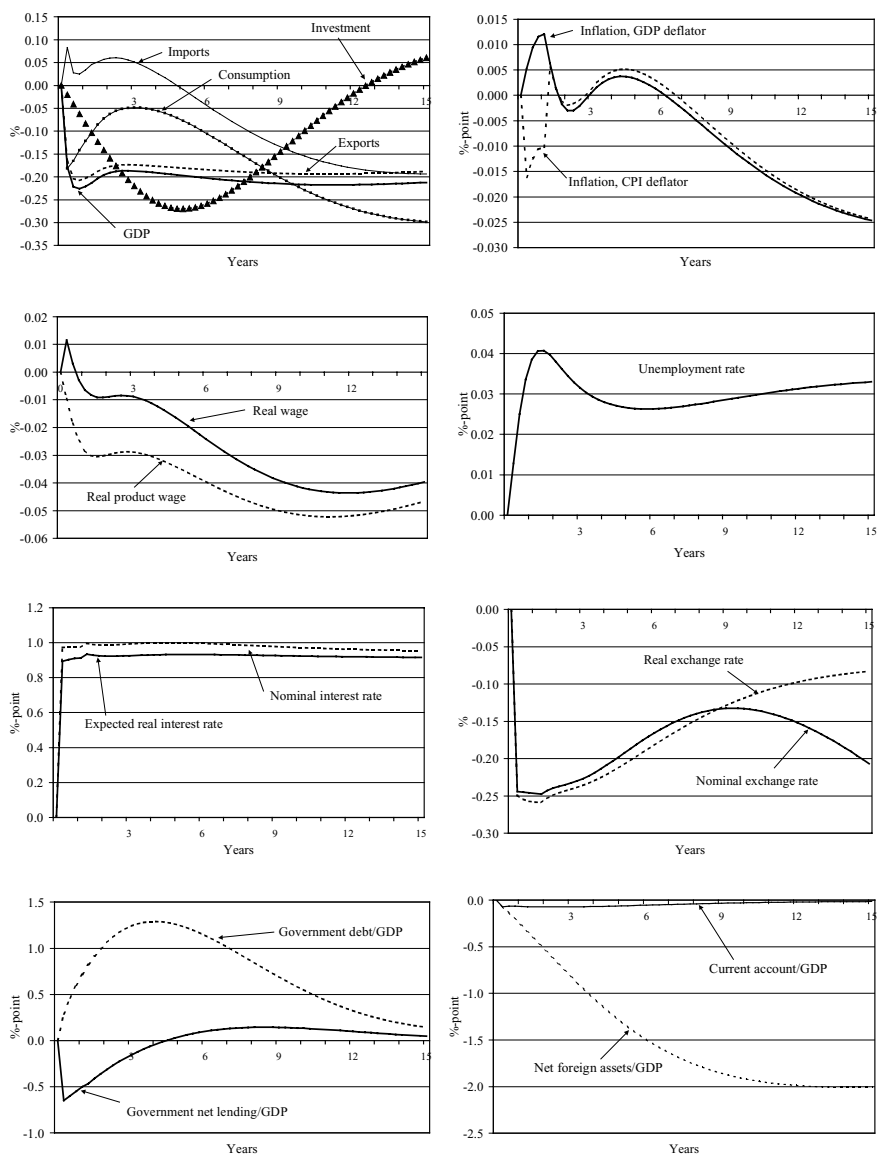 0.15
0.10
0.05
0.00
-0.05
-0.10
-0.15
-0.20
-0.25
-0.30
-0.35
%
0 3 6 9 12 15
Investment
Imports
Consumption
Exports
GDP
Years
0.015
0.010
0.005
0.000
-0.005
-0.010
-0.015
-0.020
-0.025
-0.030
%-point
0 3 6 9 12 15
Inflation, GDP deflator
Inflation, CPI deflator
Years
0.02
0.01
0.00
-0.01
-0.02
-0.03
-0.04
-0.05
-0.06
%
0 3 6 9 12 15
Real wage
Real product wage
Years
0.05
0.04
0.03
0.02
0.01
0.00
%-point
3 6 9 12 15
Unemployment rate
Years
1.2
1.0
0.8
0.6
0.4
0.2
0.0
%-point
3 6 9 12 15
Nominal interest rate
Expected real interest rate
Years
0.00
-0.05
-0.10
-0.15
-0.20
-0.25
-0.30
%
3 6 9 12 15
Real exchange rate
Nominal exchange rate
Years
1.5
1.0
0.5
0.0
-0.5
-1.0
%-point
3 6 9 12 15
Government debt/GDP
Government net lending/GDP
Years
0.0
-0.5
-1.0
-1.5
-2.0
-2.5
%-point
3 6 9 12 15
Current account/GDP
Net foreign assets/GDP
Years